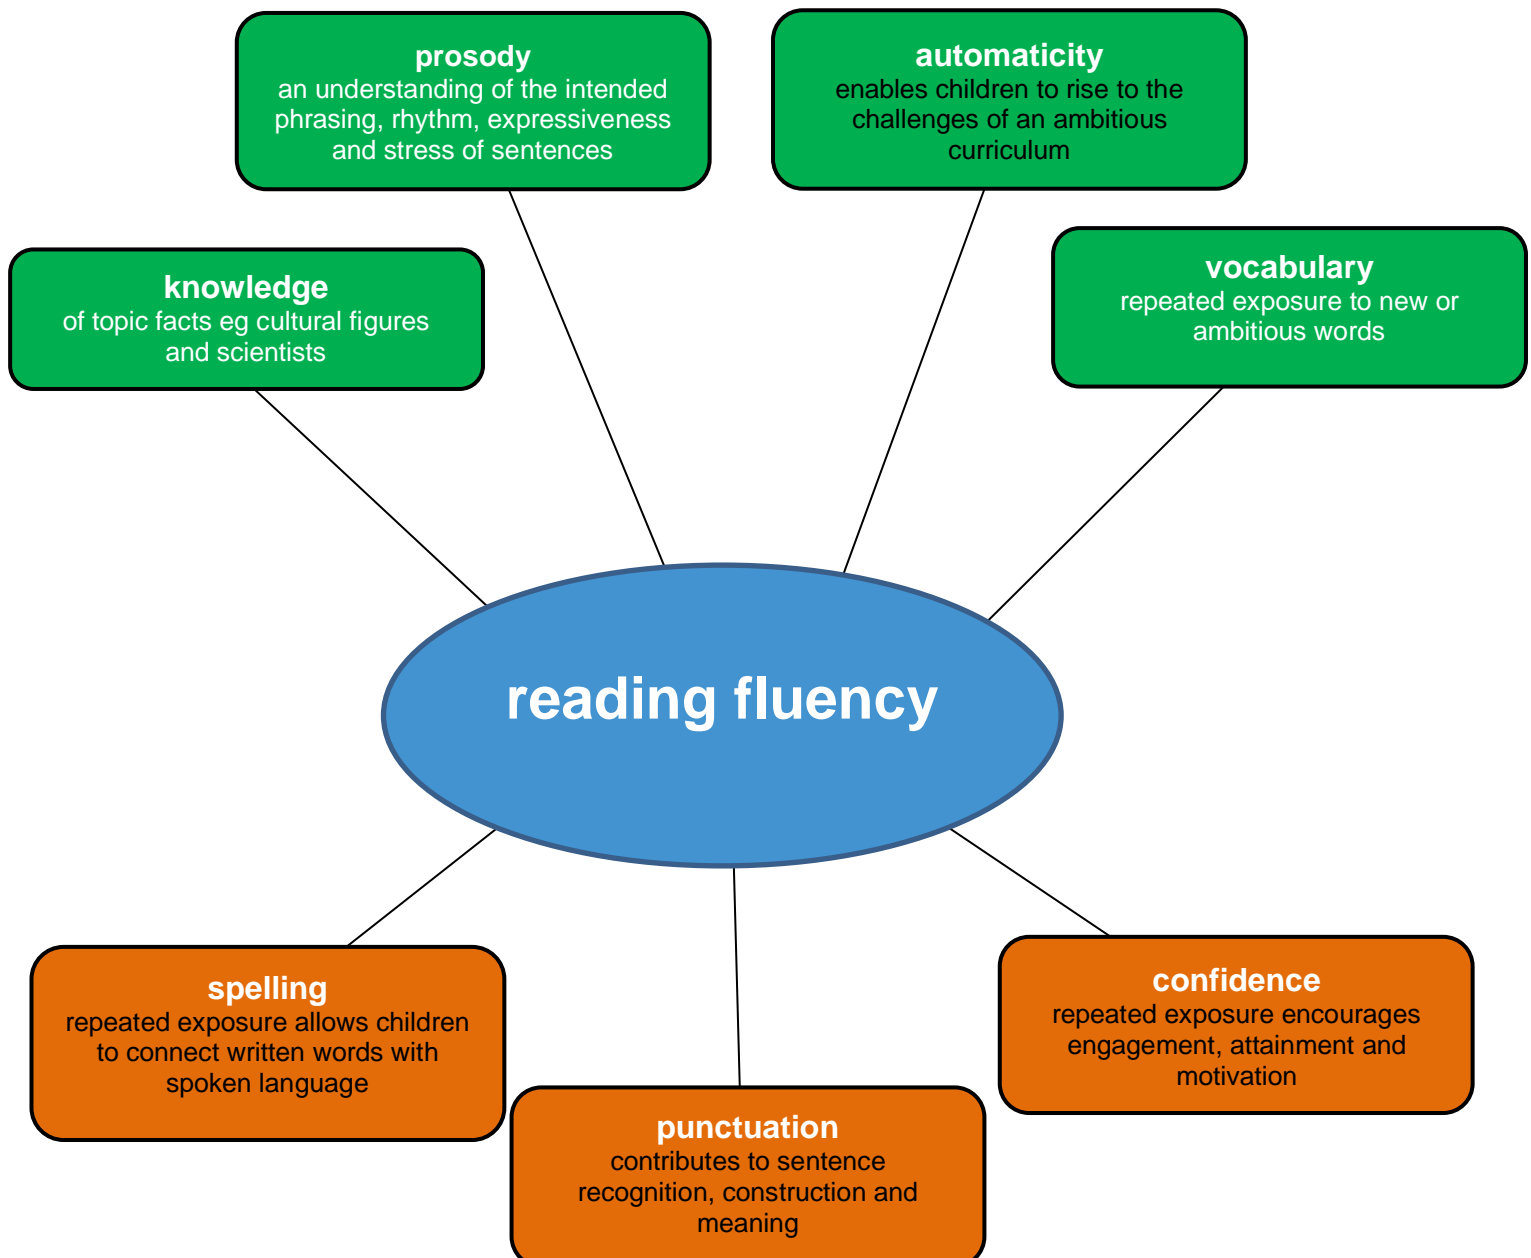 prosody
an understanding of the intended
phrasing, rhythm, expressiveness
and stress of sentences
automaticity
enables children to rise to the
challenges of an ambitious
curriculum
knowledge
of topic facts eg cultural figures
and scientists
vocabulary
repeated exposure to new or
ambitious words
reading fluency
spelling
repeated exposure allows children
to connect written words with
spoken language
punctuation
contributes to sentence
recognition, construction and
meaning
confidence
repeated exposure encourages
engagement, attainment and
motivation